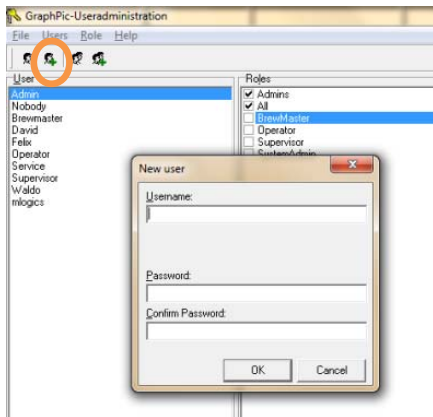 GraphPic-Useradministration
File Users Role Help
User
Admin
Nobody
Brewmaster
David
Felix
Operator
Service
Supervisor
Waldo
mlogics
Roles
Admins
All
BrewMaster
Operator
Supervisor
SystemAdmin
New user
Username:
Password:
Confirm Password:
OK Cancel